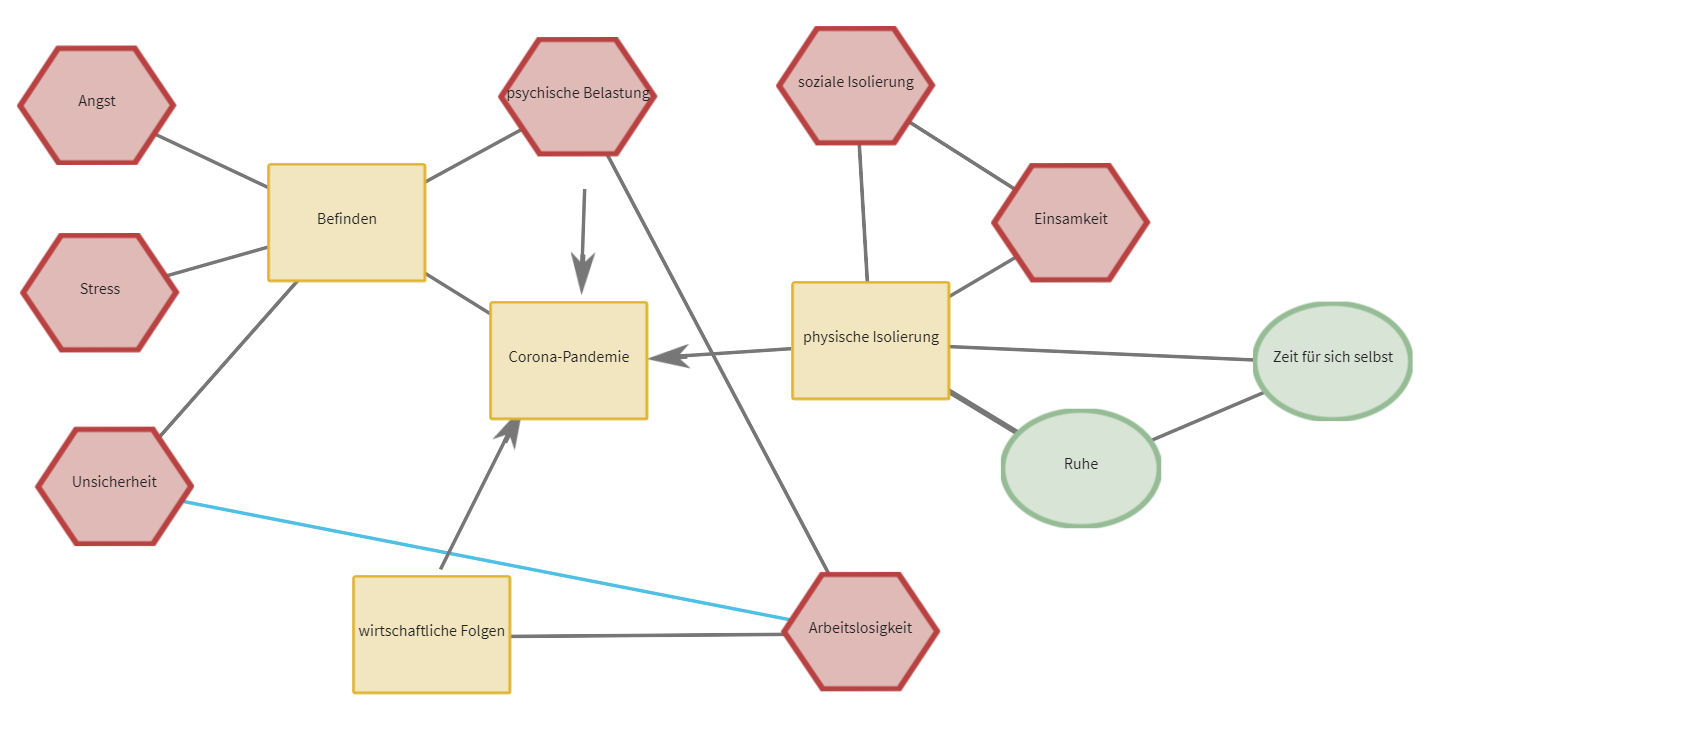 Angst
psychische Belastung
soziale Isolierung
Befinden
Einsamkeit
Stress
Corona-Pandemie
physische Isolierung
Zeit für sich selbst
Ruhe
Unsicherheit
wirtschaftliche Folgen
Arbeitslosigkeit